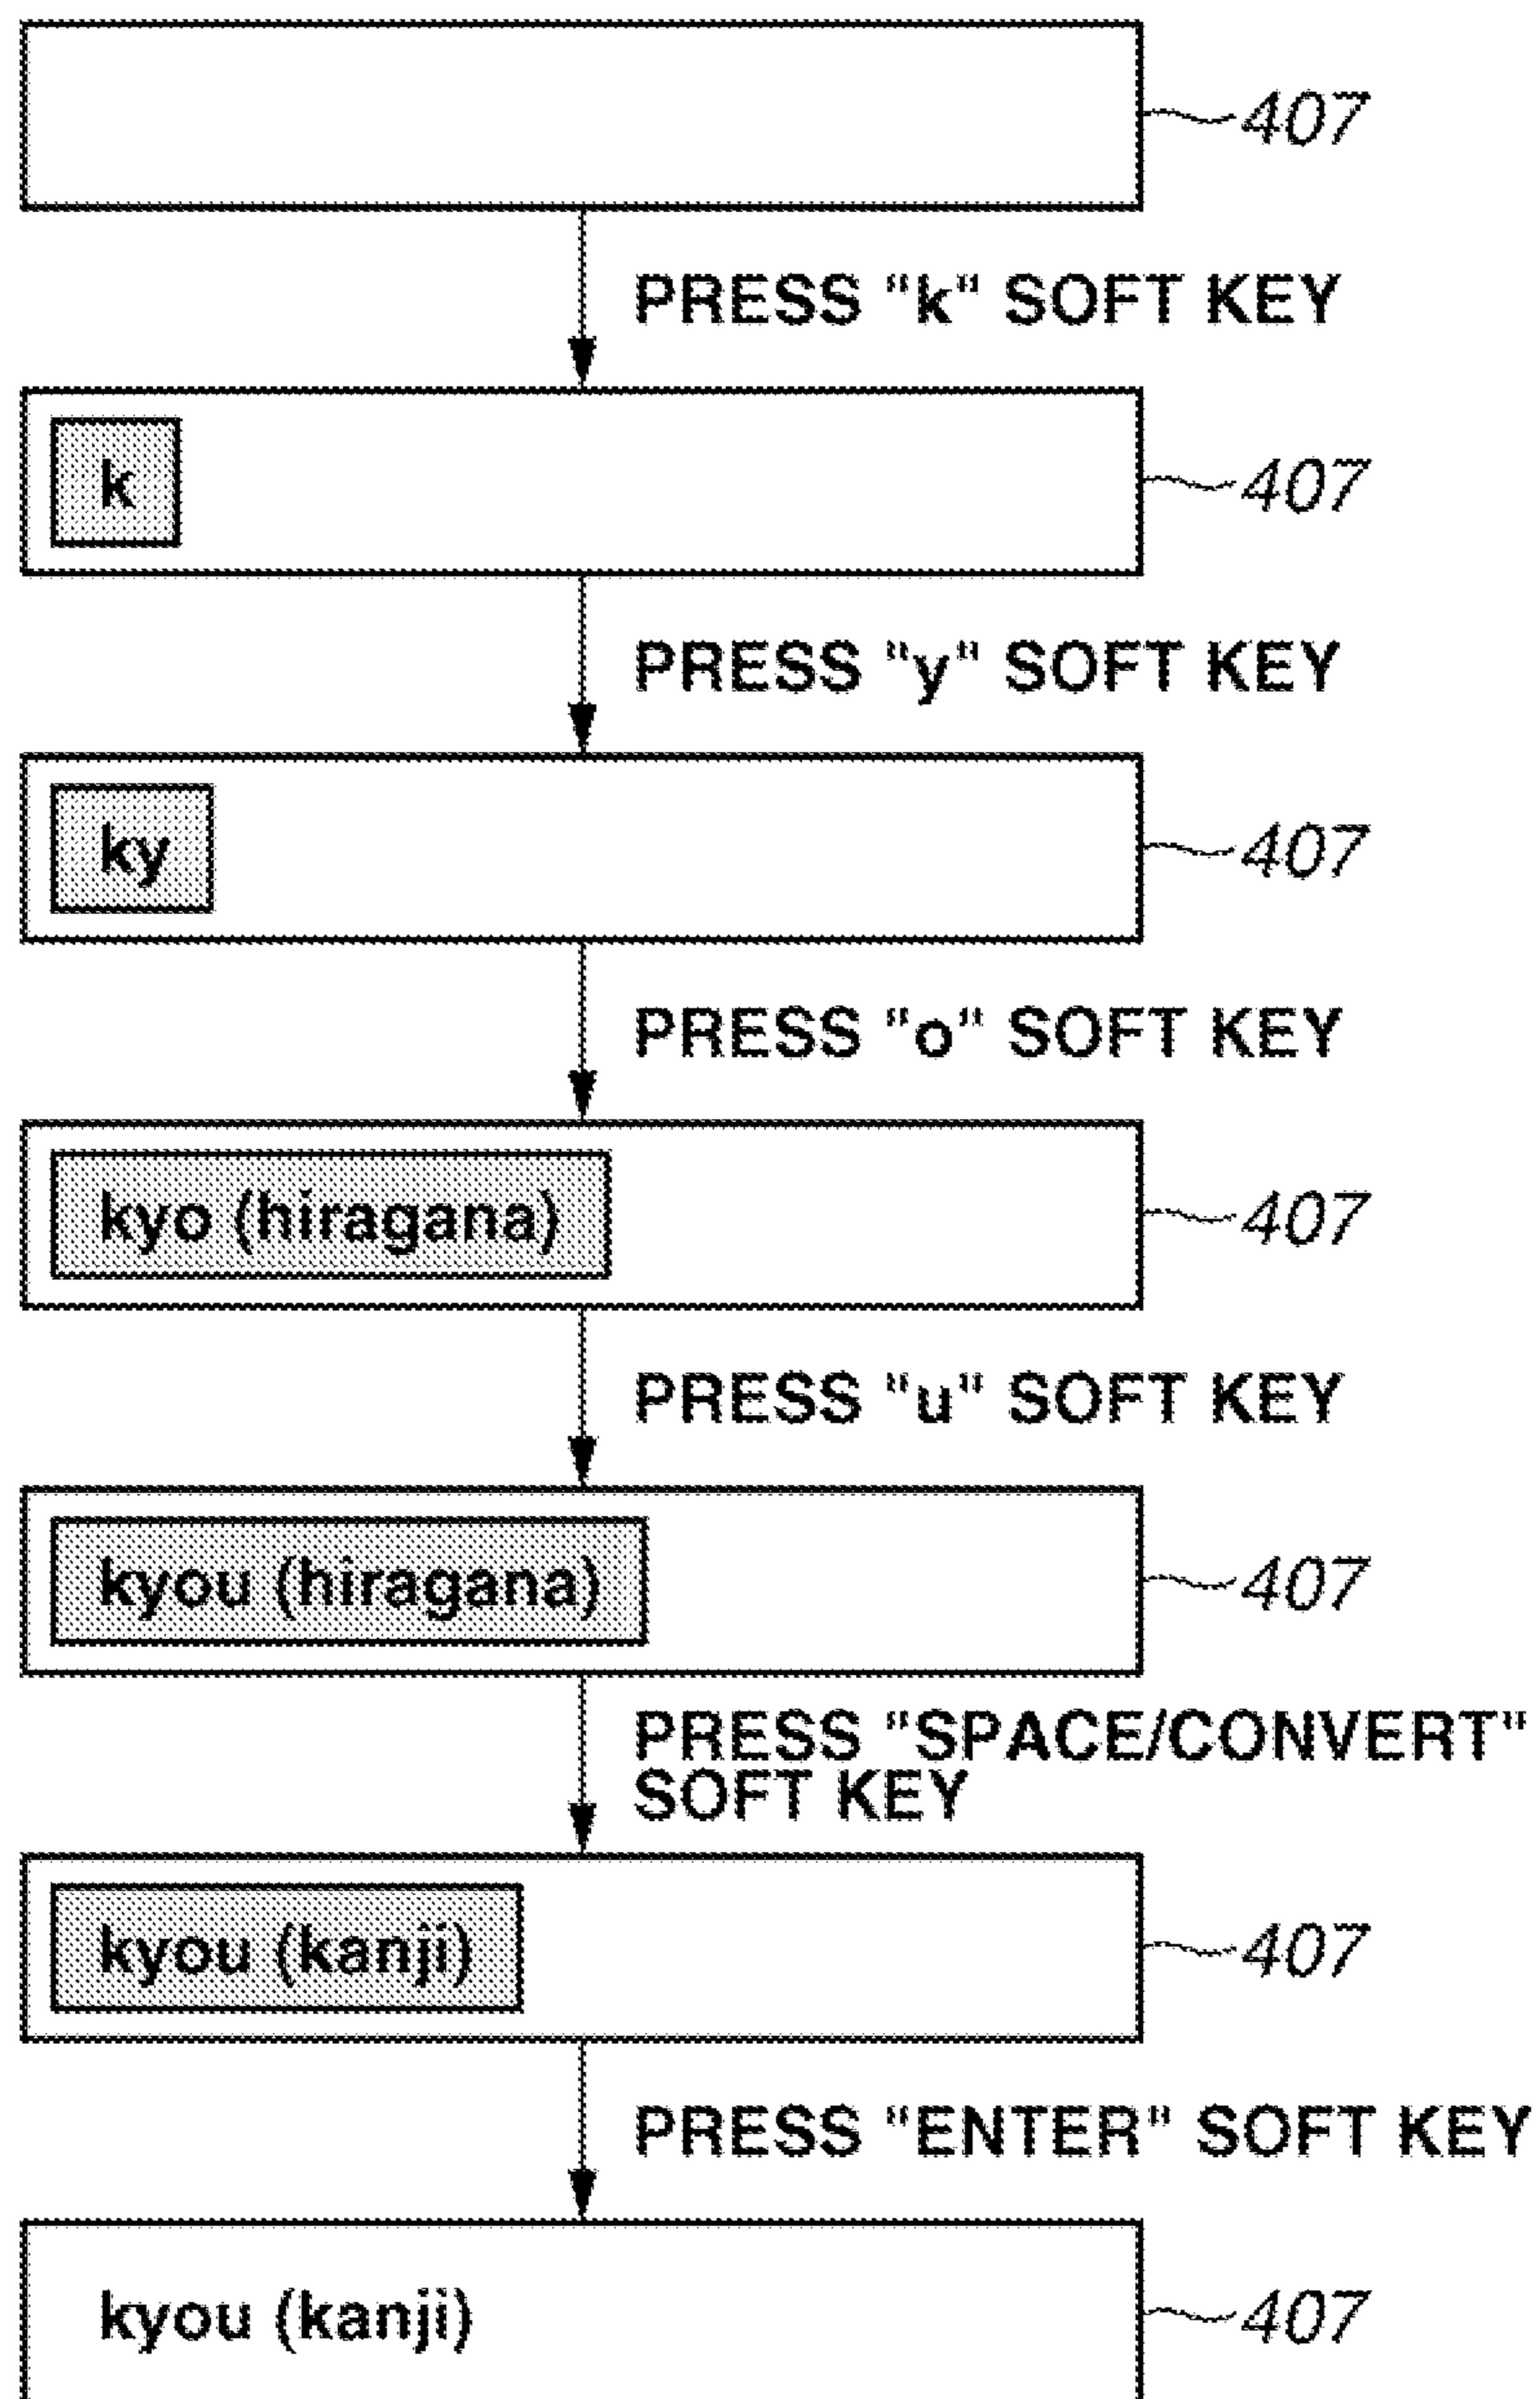 407
PRESS "k" SOFT KEY
k
407
PRESS "y" SOFT KEY
ky
407
PRESS "o" SOFT KEY
kyo (hiragana)
407
PRESS "u" SOFT KEY
kyou (hiragana)
407
PRESS "SPACE/CONVERT"
SOFT KEY
kyou (kanji)
407
PRESS "ENTER" SOFT KEY
kyou (kanji)
407